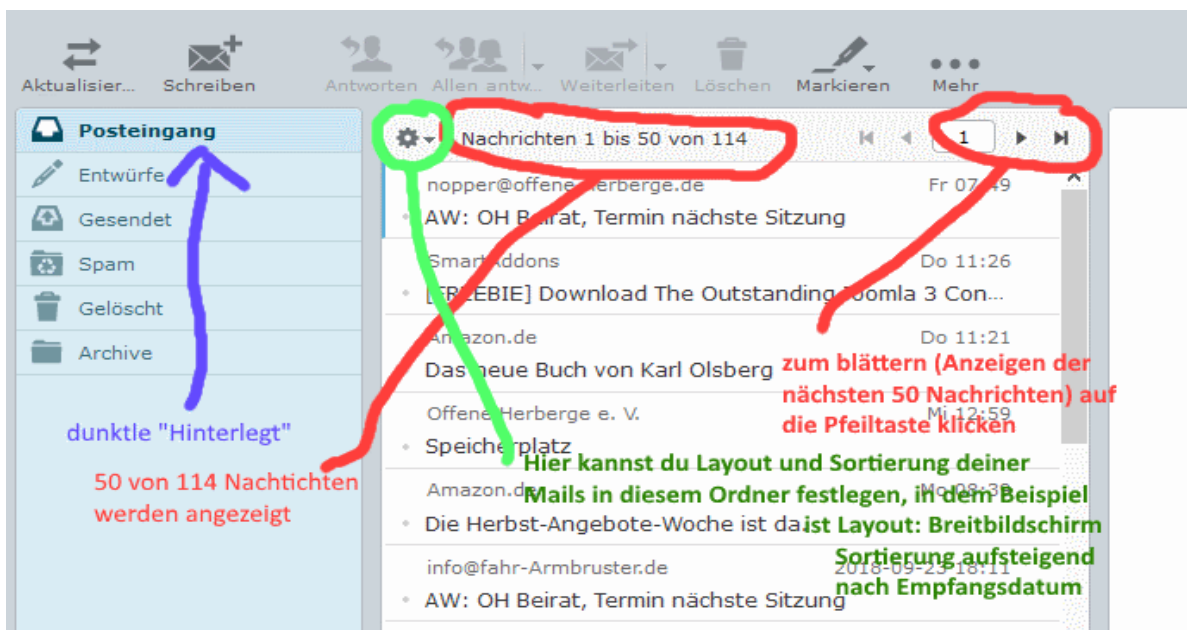 Aktualisier... Schreiben Antworten Allen antw... Weiterleiten Löschen Markieren Mehr
Posteingang
Entwürfe
Gesendet
Spam
Gelöscht
Archive
dunktle "Hinterlegt"
50 von 114 Nachtichten
werden angezeigt
Nachrichten 1 bis 50 von 114
1
nopper@offene-herberge.de Fr 07:49
AW: OH Beirat, Termin nächste Sitzung
SmartAddons Do 11:26
[FREEBIE] Download The Outstanding Joomla 3 Con...
Amazon.de Do 11:21
Das neue Buch von Karl Olsberg
Offene Herberge e. V. Mi 12:59
Speicherplatz
Amazon.de Mo 08:39
Die Herbst-Angebote-Woche ist da.
info@fahr-Armbruster.de 2018-09-23 18:11
AW: OH Beirat, Termin nächste Sitzung
zum blättern (Anzeigen der
nächsten 50 Nachrichten) auf
die Pfeiltaste klicken
Hier kannst du Layout und Sortierung deiner
Mails in diesem Ordner festlegen, in dem Beispiel
ist Layout: Breitbildschirm
Sortierung aufsteigend
nach Empfangsdatum